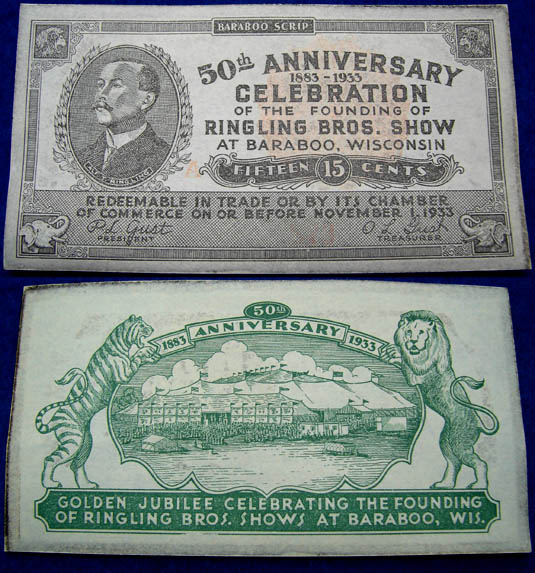 BARABOO SCRIP
50th ANNIVERSARY
1883-1933
CELEBRATION
OF THE FOUNDING OF
RINGLING BROS. SHOW
AT BARABOO, WISCONSIN
FIFTEEN 15 CENTS
RINGLING
REDEEMABLE IN TRADE OR BY ITS CHAMBER
OF COMMERCE ON OR BEFORE NOVEMBER 1, 1933
P.L. Gust
PRESIDENT
TREASURER
50th
1883 ANNIVERSARY 1933
GOLDEN JUBILEE CELEBRATING THE FOUNDING
OF RINGLING BROS. SHOWS AT BARABOO, WIS.